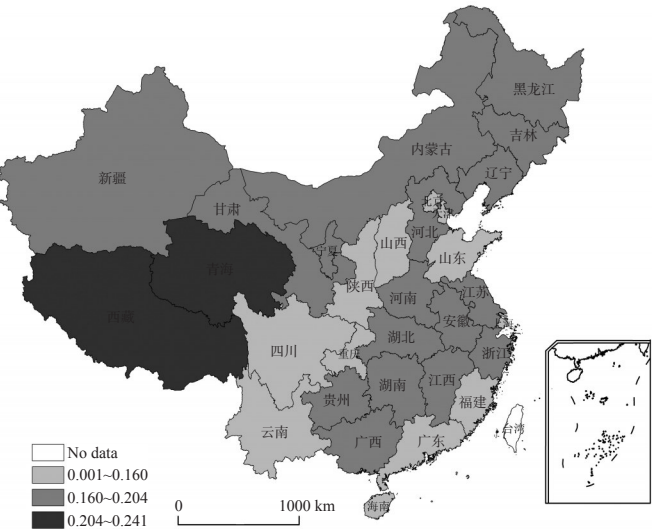 黑龙江
吉林
内蒙古
辽宁
新疆
甘肃
北京
天津
河北
宁夏
山西
山东
青海
陕西
西藏
河南
江苏
安徽
上海
四川
重庆
湖北
浙江
贵州
湖南
江西
福建
云南
广西
广东
台湾
海南
No data
0.001~0.160
0.160~0.204
0.204~0.241
0 1000 km